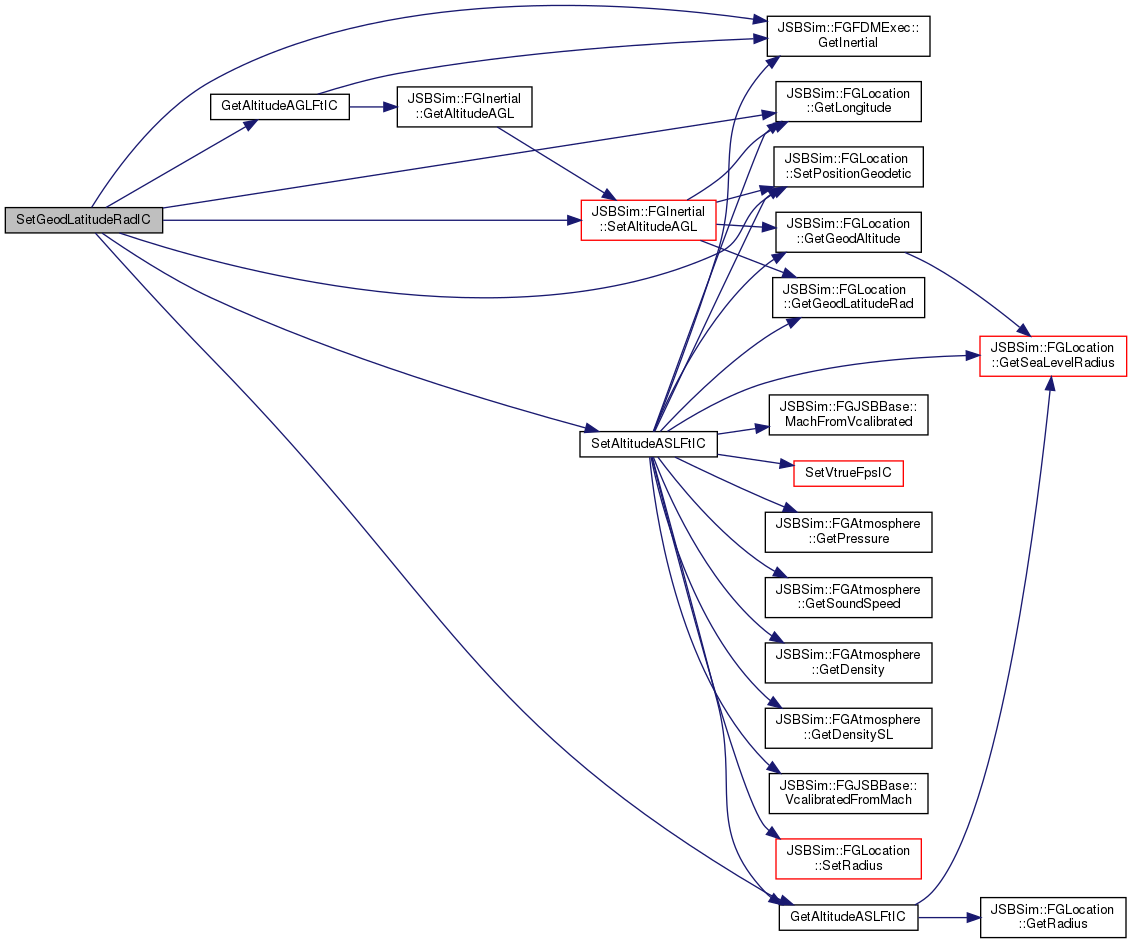 JSBSim::FGFDMExec::
GetInertial
GetAltitudeAGLFtIC
JSBSim::FGInertial
::GetAltitudeAGL
JSBSim::FGLocation
::GetLongitude
JSBSim::FGLocation
::SetPositionGeodetic
SetGeodLatitudeRadIC
JSBSim::FGInertial
::SetAltitudeAGL
JSBSim::FGLocation
::GetGeodAltitude
JSBSim::FGLocation
::GetGeodLatitudeRad
JSBSim::FGLocation
::GetSeaLevelRadius
JSBSim::FGJSBBase::
MachFromVcalibrated
SetAltitudeASLFtIC
SetVtrueFpsIC
JSBSim::FGAtmosphere
::GetPressure
JSBSim::FGAtmosphere
::GetSoundSpeed
JSBSim::FGAtmosphere
::GetDensity
JSBSim::FGAtmosphere
::GetDensitySL
JSBSim::FGJSBBase::
VcalibratedFromMach
JSBSim::FGLocation
::SetRadius
GetAltitudeASLFtIC
JSBSim::FGLocation
::GetRadius